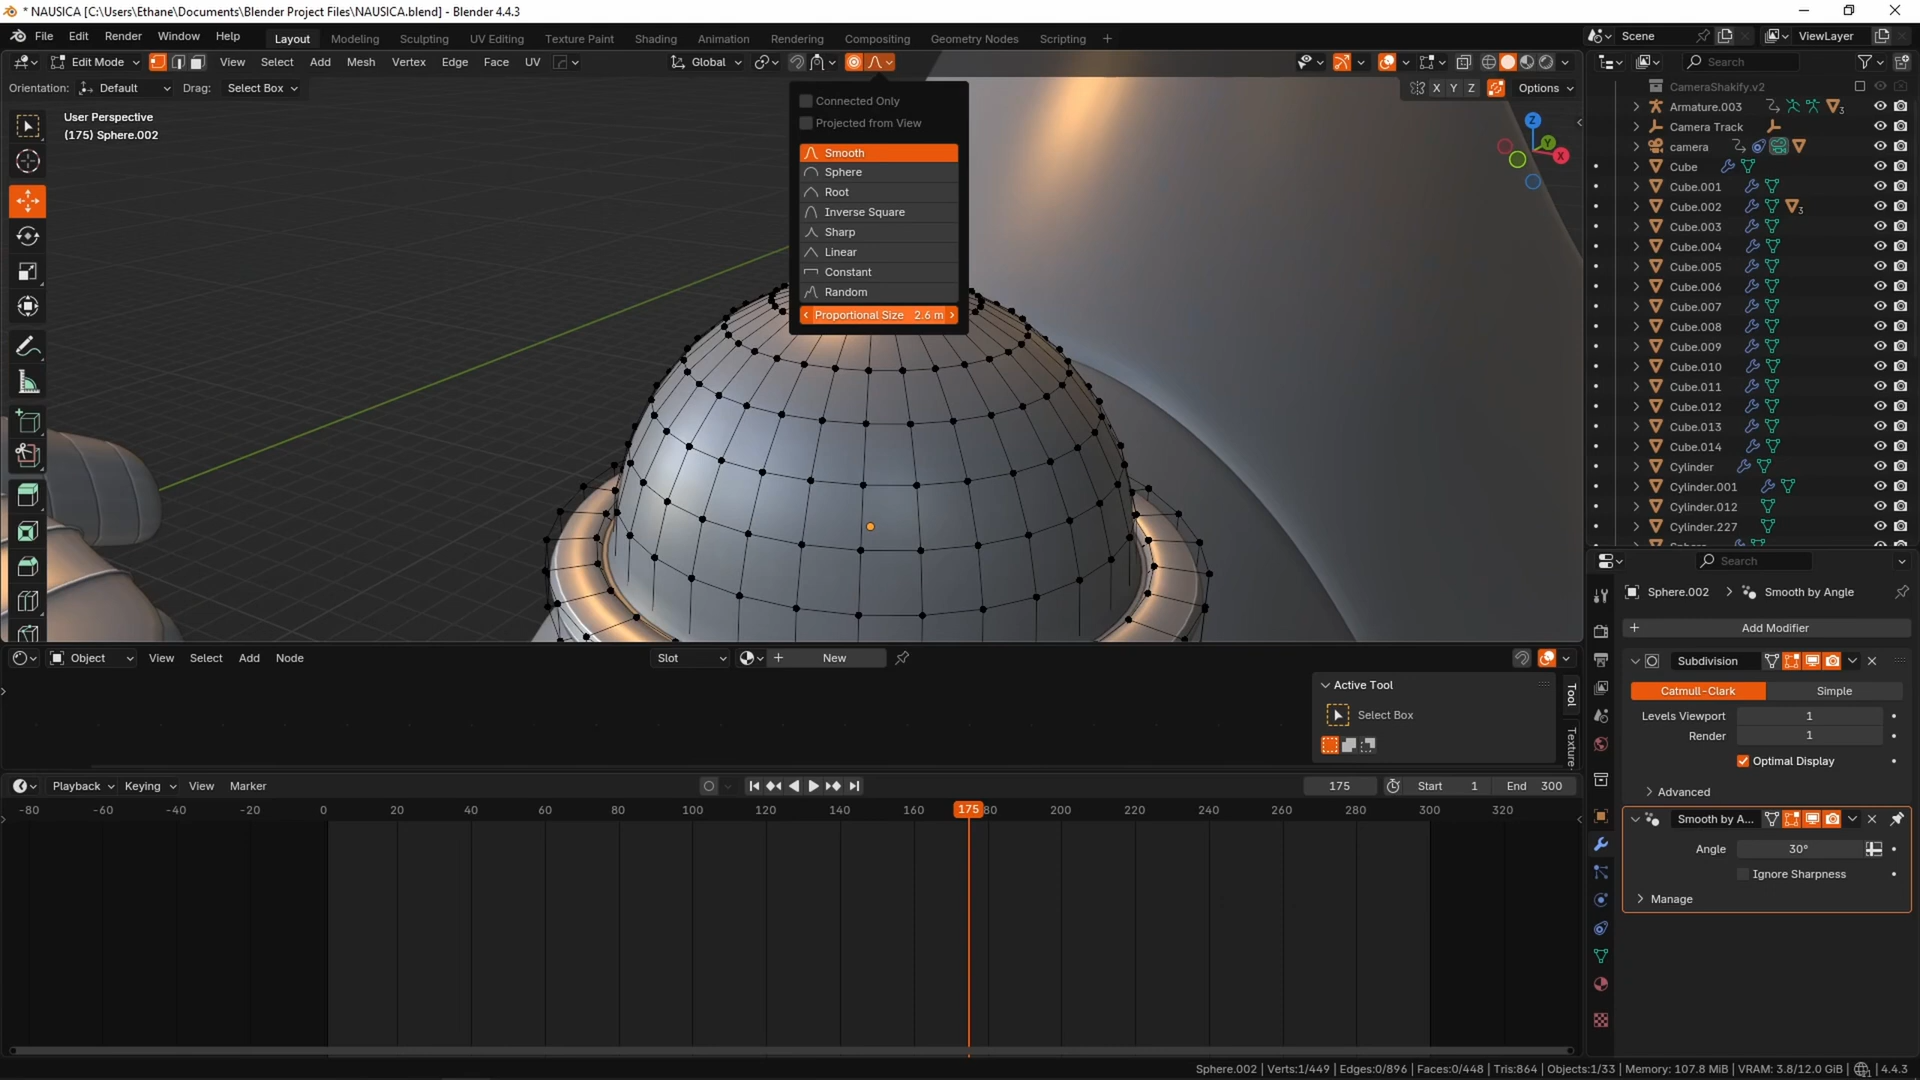 * NAUSICA [C:\Users\Ethane\Documents\Blender Project Files\NAUSICA.blend] - Blender 4.4.3
File Edit Render Window Help Layout Modeling Sculpting UV Editing Texture Paint Shading Animation Rendering Compositing Geometry Nodes Scripting + Scene ViewLayer
Edit Mode View Select Add Mesh Vertex Edge Face UV Global Search
Orientation: Default Drag: Select Box X Y Z Options
User Perspective
(175) Sphere.002
Connected Only
Projected from View
Smooth
Sphere
Root
Inverse Square
Sharp
Linear
Constant
Random
Proportional Size 2.6 m
Z
Y
X
CameraShakify.v2
Armature.003 3
Camera Track
camera
Cube
Cube.001
Cube.002 3
Cube.003
Cube.004
Cube.005
Cube.006
Cube.007
Cube.008
Cube.009
Cube.010
Cube.011
Cube.012
Cube.013
Cube.014
Cylinder
Cylinder.001
Cylinder.012
Cylinder.227
Search
Sphere.002 > Smooth by Angle
+ Add Modifier
Subdivision
Catmull-Clark Simple
Levels Viewport 1
Render 1
Optimal Display
Advanced
Smooth by A...
Angle 30°
Ignore Sharpness
Manage
Object View Select Add Node Slot + New
Active Tool
Select Box
Tool
Texture
Playback Keying View Marker 175 Start 1 End 300
-80 -60 -40 -20 0 20 40 60 80 100 120 140 160 175 80 200 220 240 260 280 300 320
Sphere.002 | Verts:1/449 | Edges:0/896 | Faces:0/448 | Tris:864 | Objects:1/33 | Memory: 107.8 MiB | VRAM: 3.8/12.0 GiB | 4.4.3